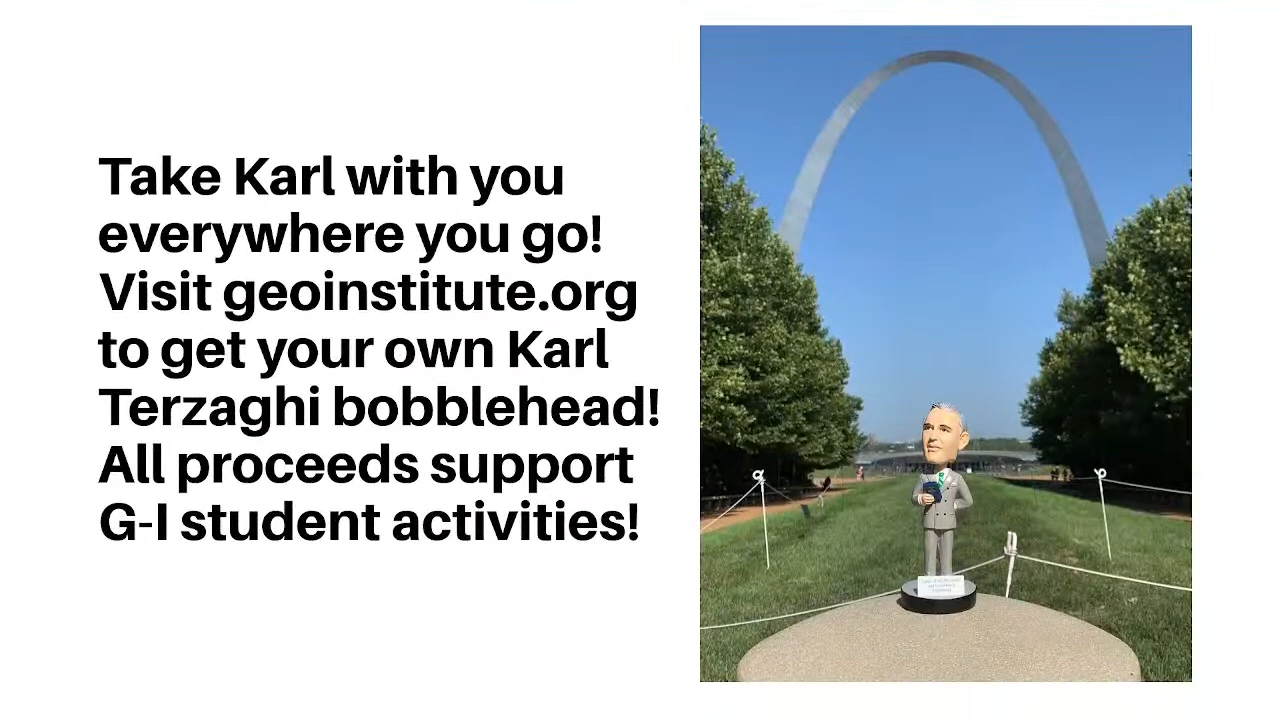 Take Karl with you
everywhere you go!
Visit geoinstitute.org
to get your own Karl
Terzaghi bobblehead!
All proceeds support
G-I student activities!